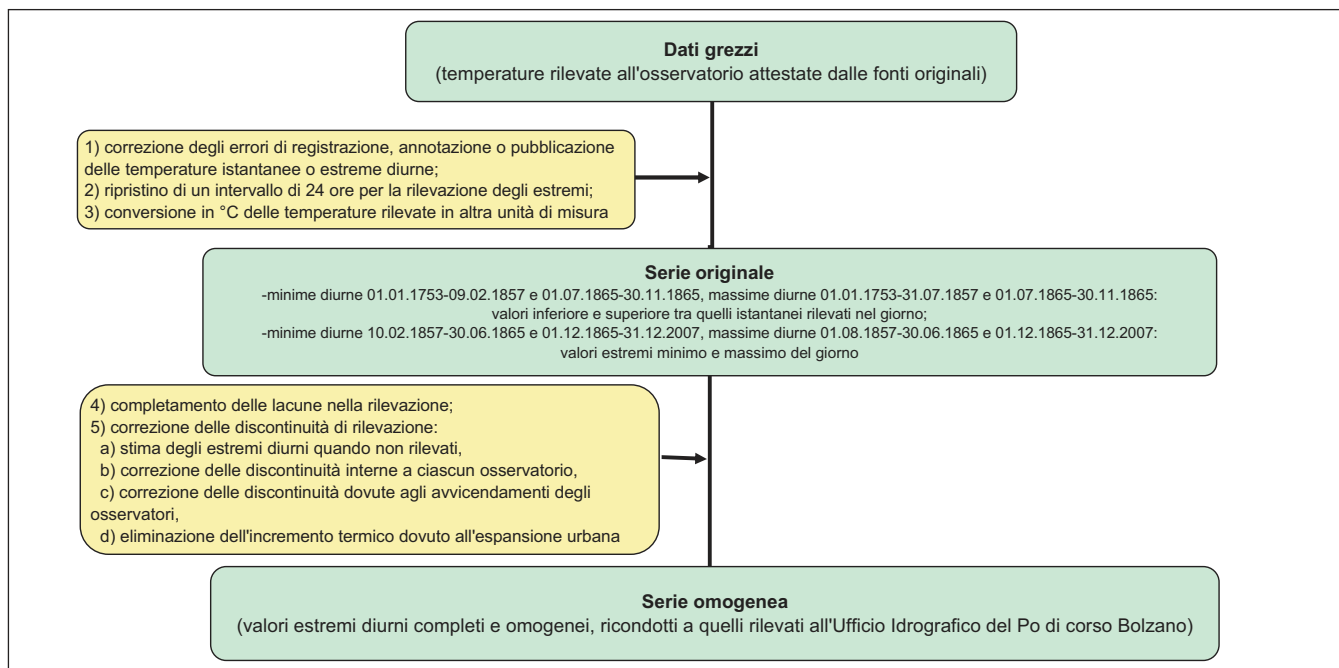 Dati grezzi
(temperature rilevate all'osservatorio attestate dalle fonti originali)
1) correzione degli errori di registrazione, annotazione o pubblicazione
delle temperature istantanee o estreme diurne;
2) ripristino di un intervallo di 24 ore per la rilevazione degli estremi;
3) conversione in °C delle temperature rilevate in altra unità di misura
Serie originale
-minime diurne 01.01.1753-09.02.1857 e 01.07.1865-30.11.1865, massime diurne 01.01.1753-31.07.1857 e 01.07.1865-30.11.1865:
valori inferiore e superiore tra quelli istantanei rilevati nel giorno;
-minime diurne 10.02.1857-30.06.1865 e 01.12.1865-31.12.2007, massime diurne 01.08.1857-30.06.1865 e 01.12.1865-31.12.2007:
valori estremi minimo e massimo del giorno
4) completamento delle lacune nella rilevazione;
5) correzione delle discontinuità di rilevazione:
a) stima degli estremi diurni quando non rilevati,
b) correzione delle discontinuità interne a ciascun osservatorio,
c) correzione delle discontinuità dovute agli avvicendamenti degli
osservatori,
d) eliminazione dell'incremento termico dovuto all'espansione urbana
Serie omogenea
(valori estremi diurni completi e omogenei, ricondotti a quelli rilevati all'Ufficio Idrografico del Po di corso Bolzano)